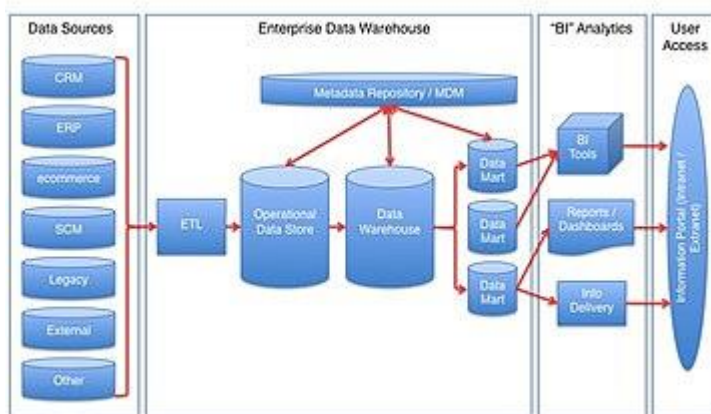 Data Sources
Enterprise Data Warehouse
"BI" Analytics
User
Access
CRM
ERP
ecommerce
SCM
Legacy
External
Other
Metadata Repository / MDM
ETL
Operational
Data Store
Data
Warehouse
Data
Mart
Data
Mart
Data
Mart
BI
Tools
Reports /
Dashboards
Info
Delivery
Information Portal (Intranet /
Extranet)